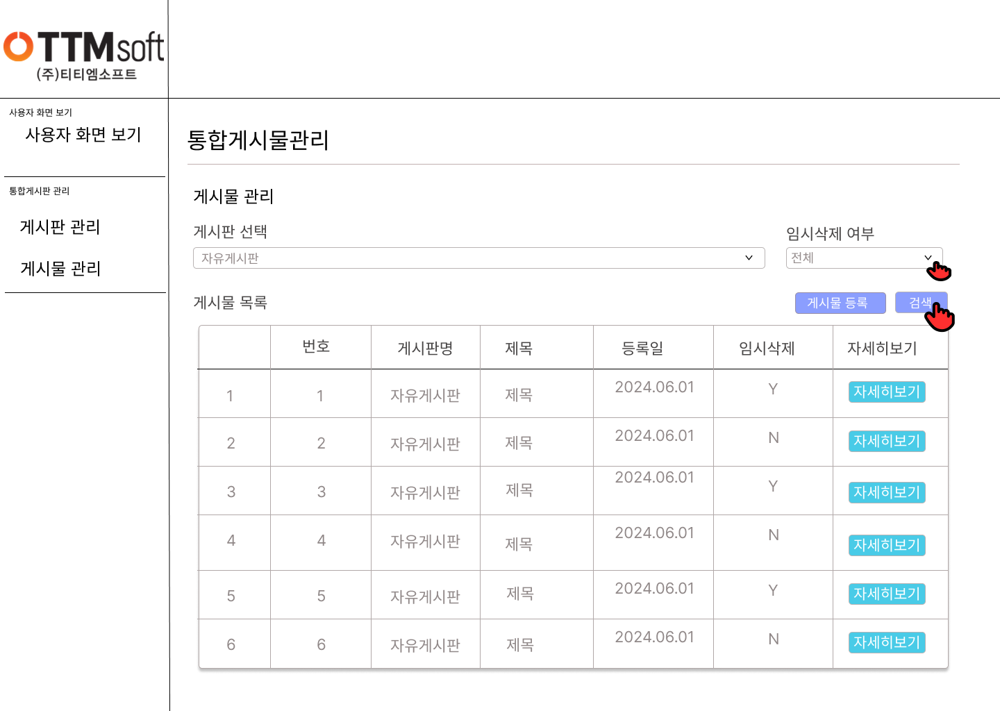 TTMsoft
(주)티티엠소프트
사용자 화면 보기
사용자 화면 보기
통합게시판 관리
게시판 관리
게시물 관리
통합게시물관리
게시물 관리
게시판 선택
임시삭제 여부
자유게시판
전체
게시물 목록
게시물 등록
검색
번호 게시판명 제목 등록일 임시삭제 자세히보기
1 1 자유게시판 제목 2024.06.01 Y 자세히보기
2 2 자유게시판 제목 2024.06.01 N 자세히보기
3 3 자유게시판 제목 2024.06.01 Y 자세히보기
4 4 자유게시판 제목 2024.06.01 N 자세히보기
5 5 자유게시판 제목 2024.06.01 Y 자세히보기
6 6 자유게시판 제목 2024.06.01 N 자세히보기